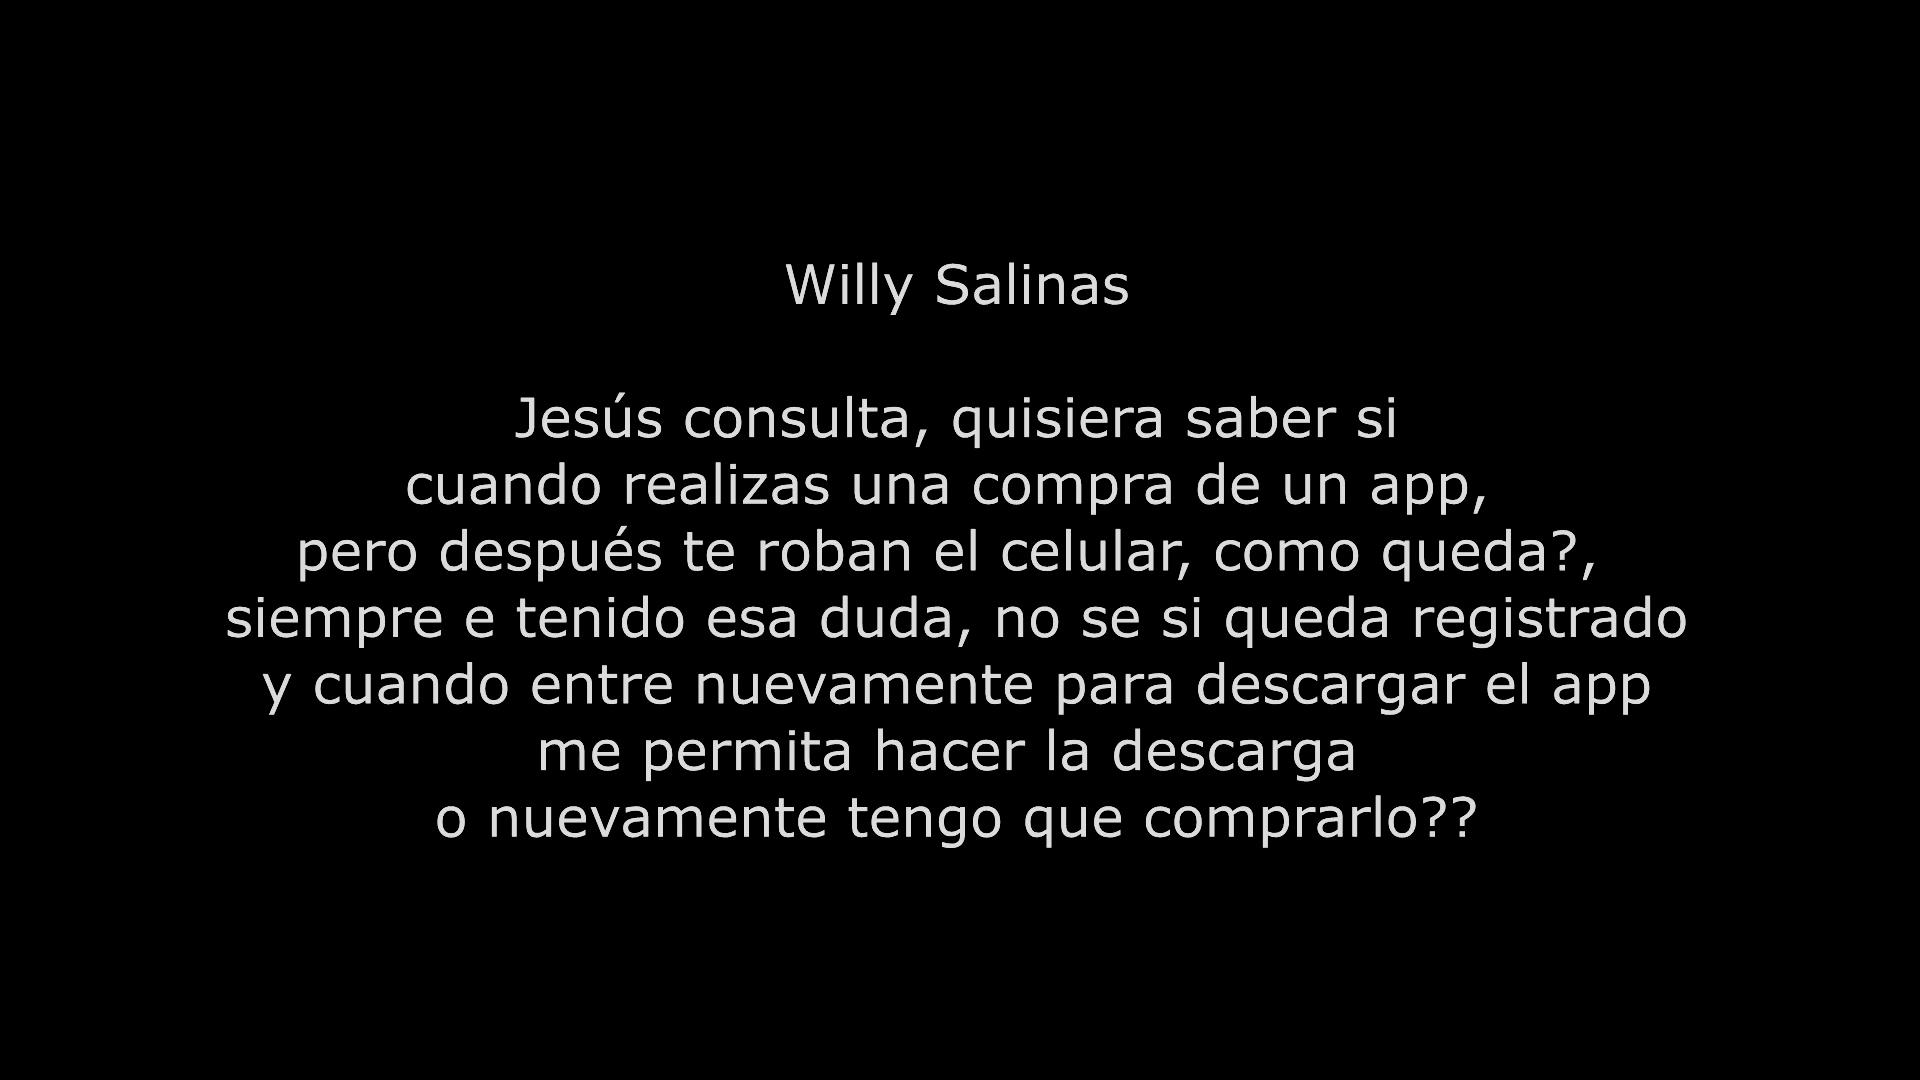 Willy Salinas
Jesús consulta, quisiera saber si
cuando realizas una compra de un app,
pero después te roban el celular, como queda?,
siempre e tenido esa duda, no se si queda registrado
y cuando entre nuevamente para descargar el app
me permita hacer la descarga
o nuevamente tengo que comprarlo??